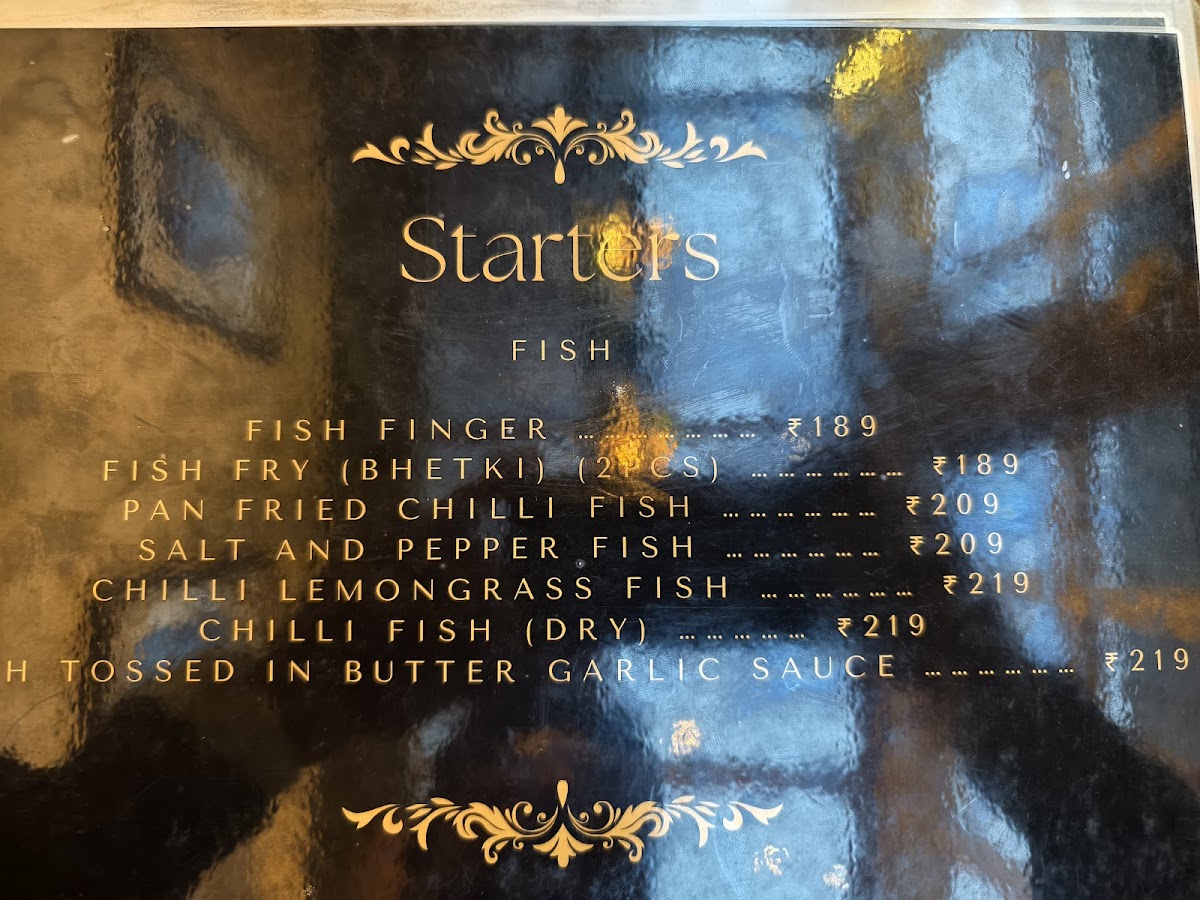 Starters
FISH
FISH FINGER ... ... ... ... ... ... ... ₹189
FISH FRY (BHETKI) (2PCS) ... ... ... ... ... ... ₹189
PAN FRIED CHILLI FISH ... ... ... ... ... ... ₹209
SALT AND PEPPER FISH ... ... ... ... ... ... ₹209
CHILLI LEMONGRASS FISH ... ... ... ... ... ... ₹219
CHILLI FISH (DRY) ... ... ... ... ... ₹219
H TOSSED IN BUTTER GARLIC SAUCE ... ... ... ... ... ... ₹219